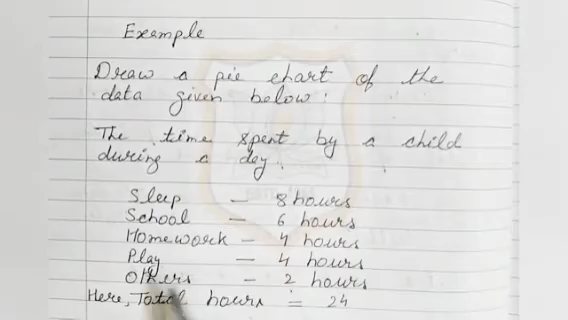 Example
Draw a pie chart of the
data given below:
The time spent by a child
during a day.
Sleep — 8 hours
School — 6 hours
Homework — 4 hours
Play — 4 hours
Others — 2 hours
Here, Total hours = 24